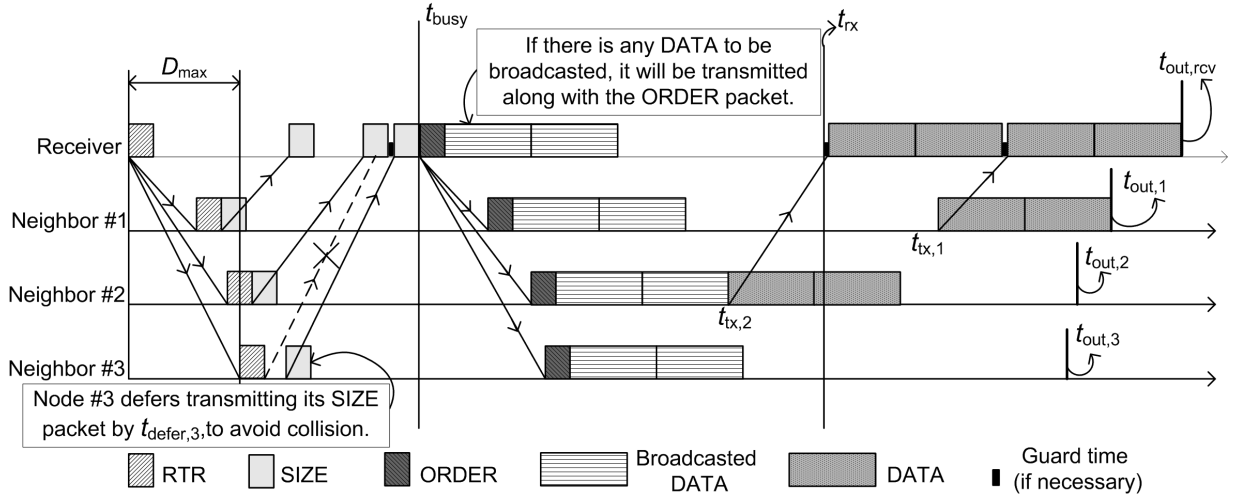 t_busy
t_rx
If there is any DATA to be
broadcasted, it will be transmitted
along with the ORDER packet.
D_max
t_out,rcv
Receiver
t_out,1
Neighbor #1
t_tx,1
t_out,2
Neighbor #2
t_tx,2
t_out,3
Neighbor #3
Node #3 defers transmitting its SIZE
packet by t_defer,3,to avoid collision.
RTR
SIZE
ORDER
Broadcasted
DATA
DATA
Guard time
(if necessary)